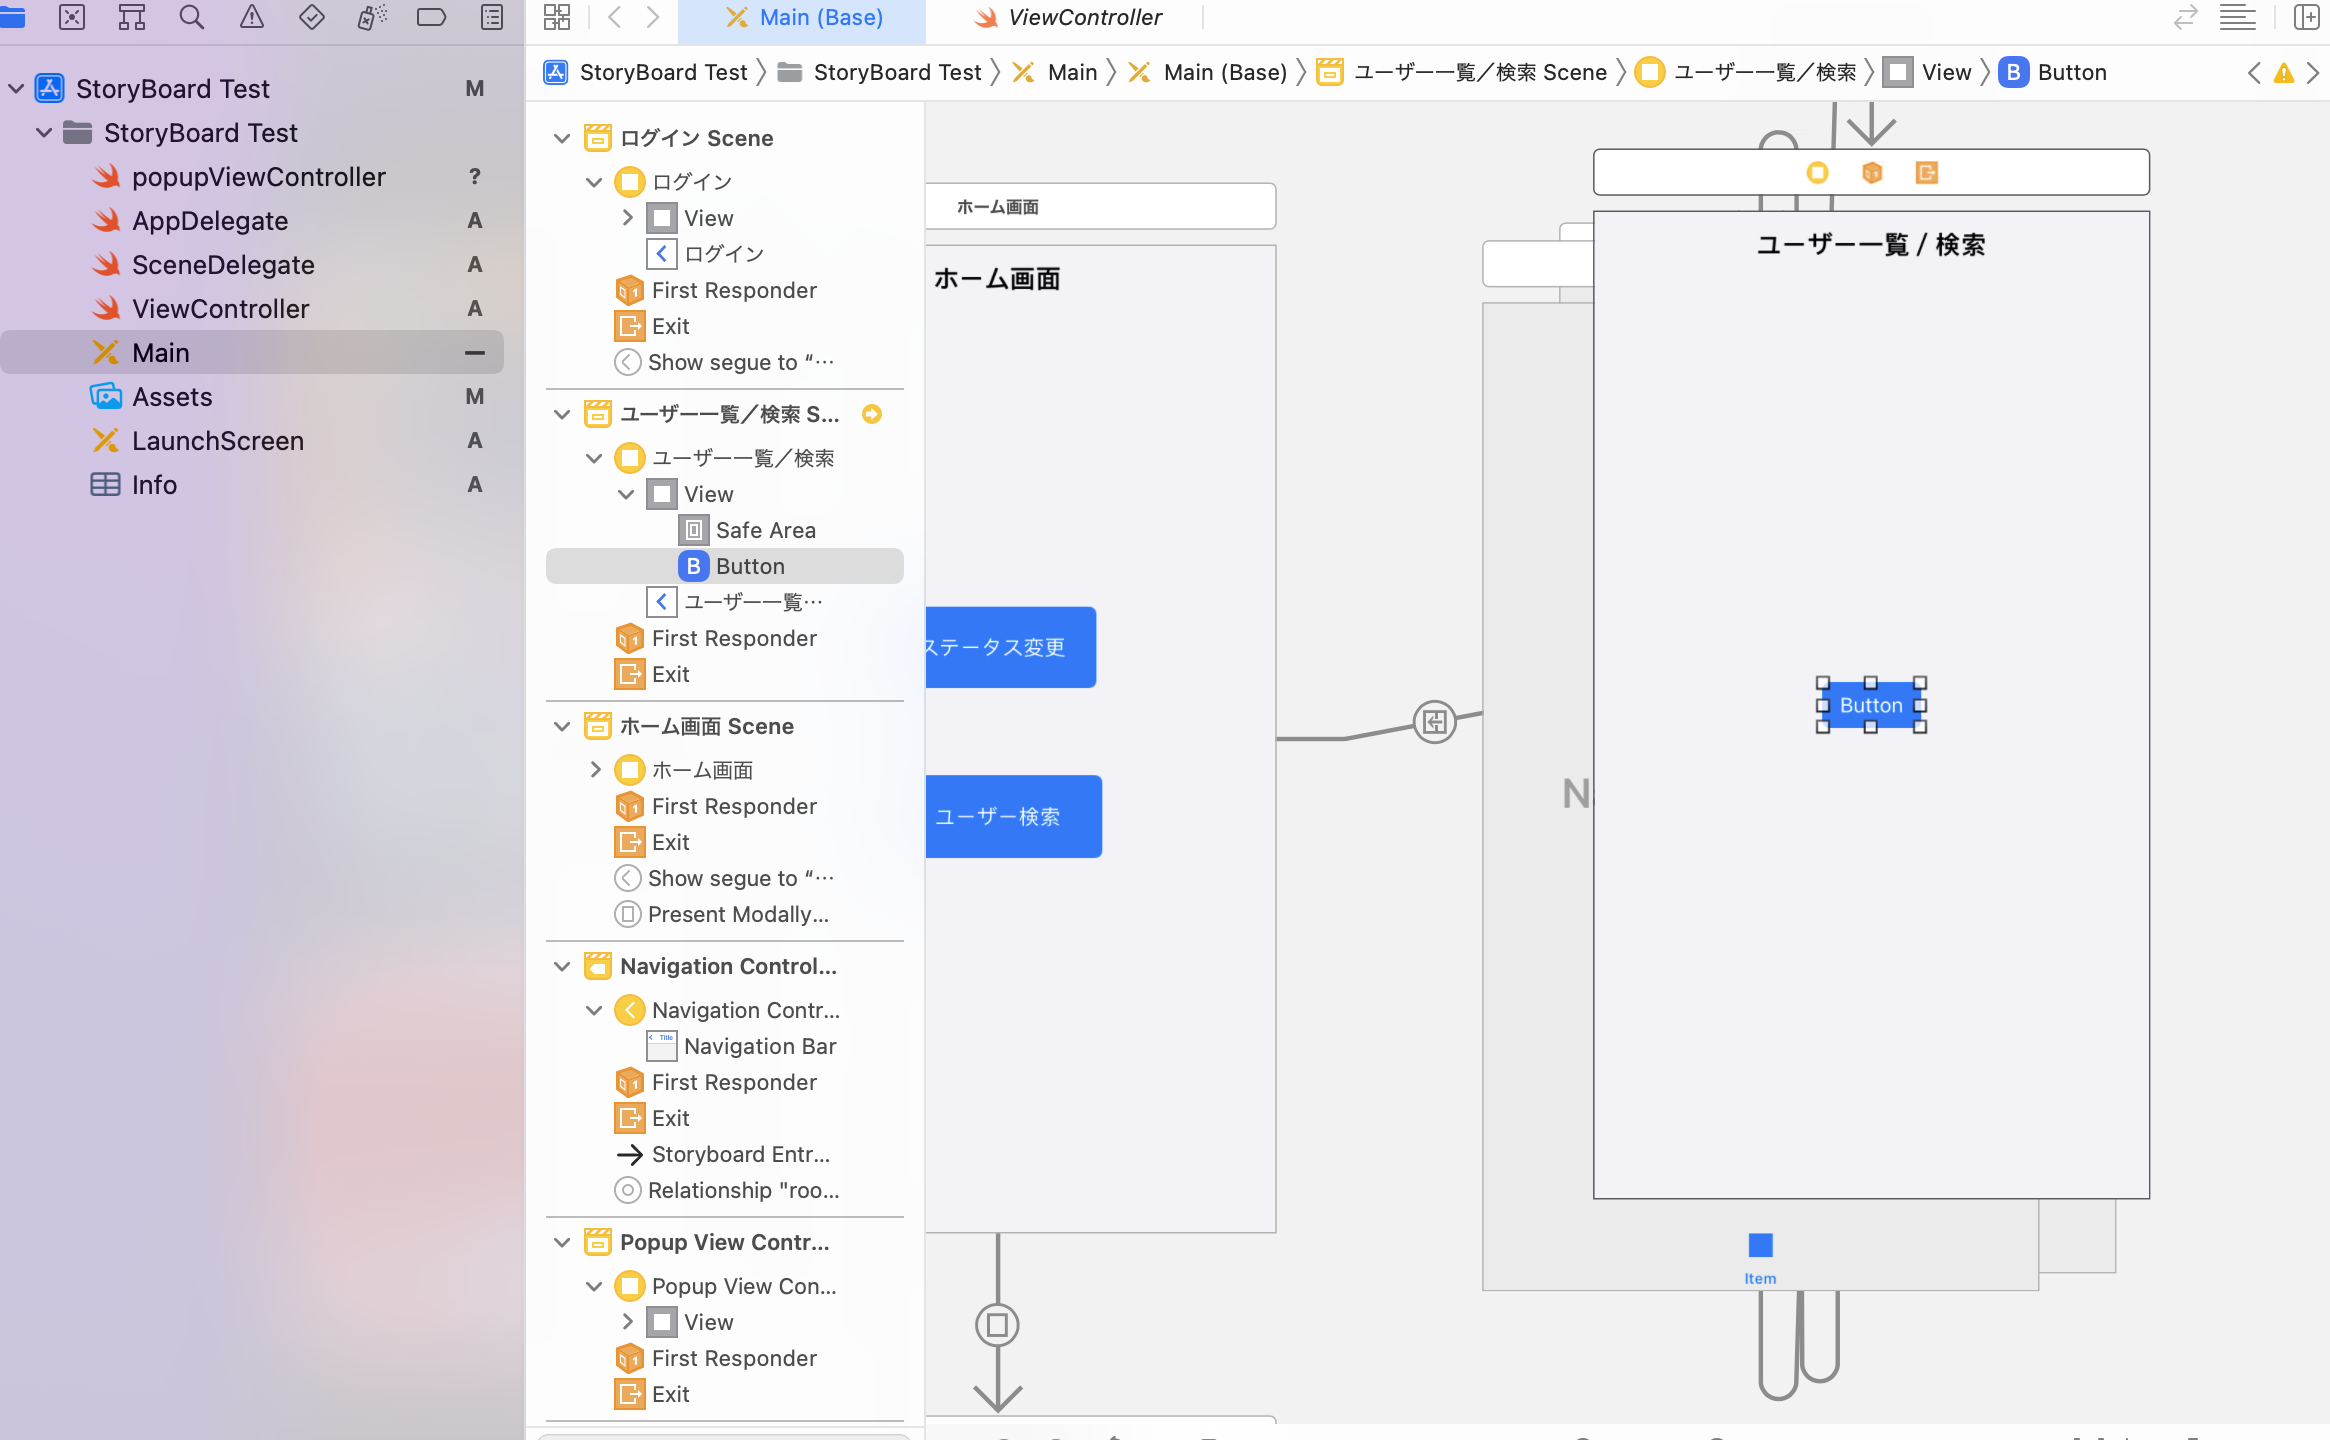 Main (Base)
ViewController
StoryBoard Test
StoryBoard Test
Main
Main (Base)
ユーザー一覧／検索 Scene
ユーザー一覧／検索
View
B
Button
StoryBoard Test
M
StoryBoard Test
popupViewController
?
AppDelegate
A
SceneDelegate
A
ViewController
A
Main
Assets
M
LaunchScreen
A
Info
A
ログイン Scene
ログイン
View
ログイン
First Responder
Exit
Show segue to “…
ユーザー一覧／検索 S...
ユーザー一覧／検索
View
Safe Area
B
Button
ユーザー一覧…
First Responder
Exit
ホーム画面 Scene
ホーム画面
First Responder
Exit
Show segue to “…
Present Modally...
Navigation Control...
Navigation Contr...
Title
Navigation Bar
First Responder
Exit
Storyboard Entr...
Relationship "roo...
Popup View Contr...
Popup View Con...
View
First Responder
Exit
ホーム画面
ホーム画面
ステータス変更
ユーザー検索
ユーザー一覧 / 検索
Button
N
Item